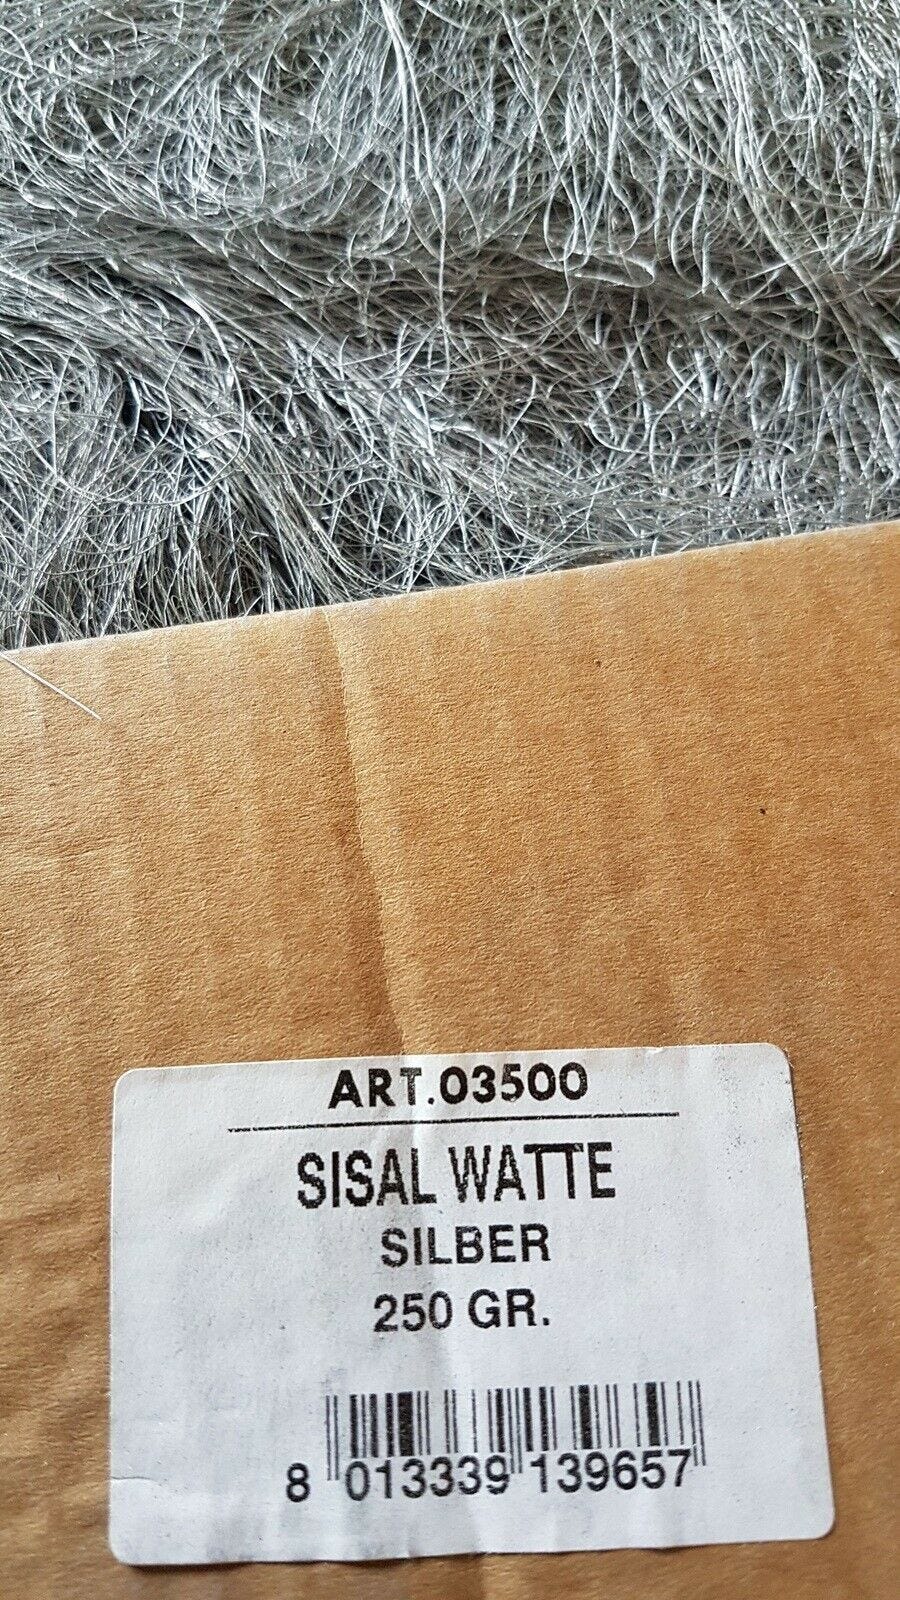 ART.03500
SISAL WATTE
SILBER
250 GR.
8 013339 139657